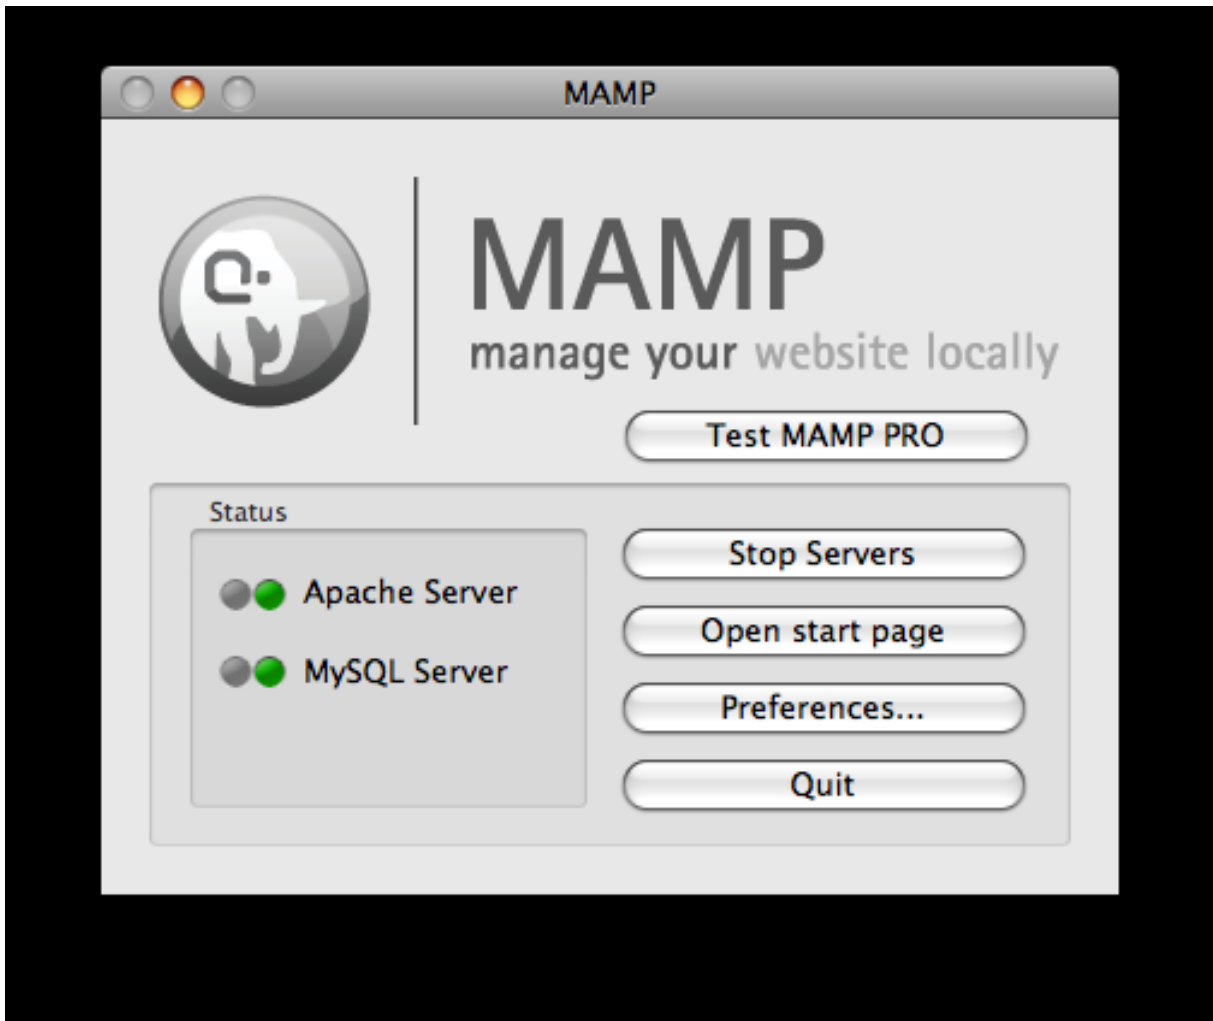 MAMP
MAMP
manage your website locally
Test MAMP PRO
Status
Apache Server
MySQL Server
Stop Servers
Open start page
Preferences...
Quit